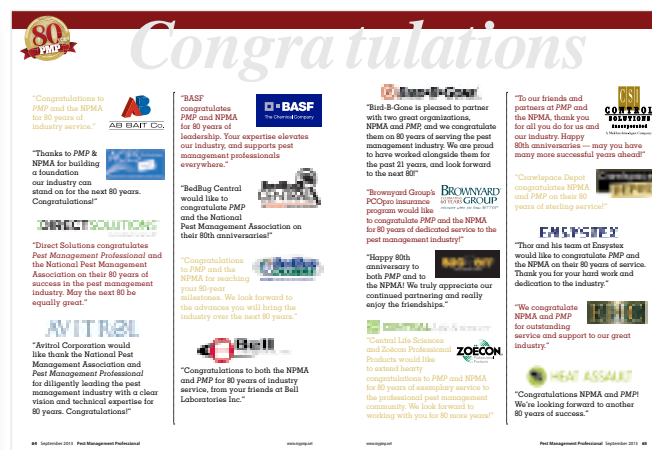 80 YEARS
PMP
Congratulations
"Congratulations to
PMP and the NPMA
for 80 years of
industry service."
AB BAIT Co.
"Thanks to PMP &
NPMA for building
a foundation
our industry can
stand on for the next 80 years.
Congratulations!"
DIRECT SOLUTIONS
"Direct Solutions congratulates
Pest Management Professional and
the National Pest Management
Association on their 80 years of
success in the pest management
industry. May the next 80 be
equally great."
AVITROL
"Avitrol Corporation would
like thank the National Pest
Management Association and
Pest Management Professional
for diligently leading the pest
management industry with a clear
vision and technical expertise for
80 years. Congratulations!"
"BASF
congratulates
PMP and NPMA
for 80 years of
leadership. Your expertise elevates
our industry, and supports pest
management professionals
everywhere."
BASF
The Chemical Company
"BedBug Central
would like to
congratulate PMP
and the National
Pest Management Association on
their 80th anniversaries!"
"Congratulations
to PMP and the
NPMA for reaching
your 80-year
milestones. We look forward to
the advances you will bring the
industry over the next 80 years."
Bell
"Congratulations to both the NPMA
and PMP for 80 years of industry
service, from your friends at Bell
Laboratories Inc."
Bird-B-Gone
"Bird-B-Gone is pleased to partner
with two great organizations,
NPMA and PMP, and we congratulate
them on 80 years of serving the pest
management industry. We are proud
to have worked alongside them for
the past 21 years, and look forward
to the next 80!"
"Brownyard Group's
PCOpro insurance
program would like
to congratulate PMP and the NPMA
for 80 years of dedicated service to the
pest management industry!"
BROWNYARD
GROUP
"Happy 80th
anniversary to
both PMP and to
the NPMA! We truly appreciate our
continued partnering and really
enjoy the friendships."
CENTRAL Life Sciences
"Central Life Sciences
and Zoëcon Professional
Products would like
to extend hearty
congratulations to PMP and NPMA
for 80 years of exemplary service to
the professional pest management
community. We look forward to
working with you for 80 more years!"
ZOËCON
"To our friends and
partners at PMP and
the NPMA, thank you
for all you do for us and
our industry. Happy
80th anniversaries — may you have
many more successful years ahead!"
CSI
CONTROL
SOLUTIONS
Incorporated
"Crawlspace Depot
congratulates NPMA
and PMP on their 80
years of sterling service!"
ENSYSTEX
"Thor and his team at Ensystex
would like to congratulate PMP and
the NPMA on their 80 years of service.
Thank you for your hard work and
dedication to the industry."
"We congratulate
NPMA and PMP
for outstanding
service and support to our great
industry."
HEAT ASSAULT
"Congratulations NPMA and PMP!
We're looking forward to another
80 years of success."
64 September 2013 Pest Management Professional
www.mypmp.net
www.mypmp.net
Pest Management Professional September 2013 65